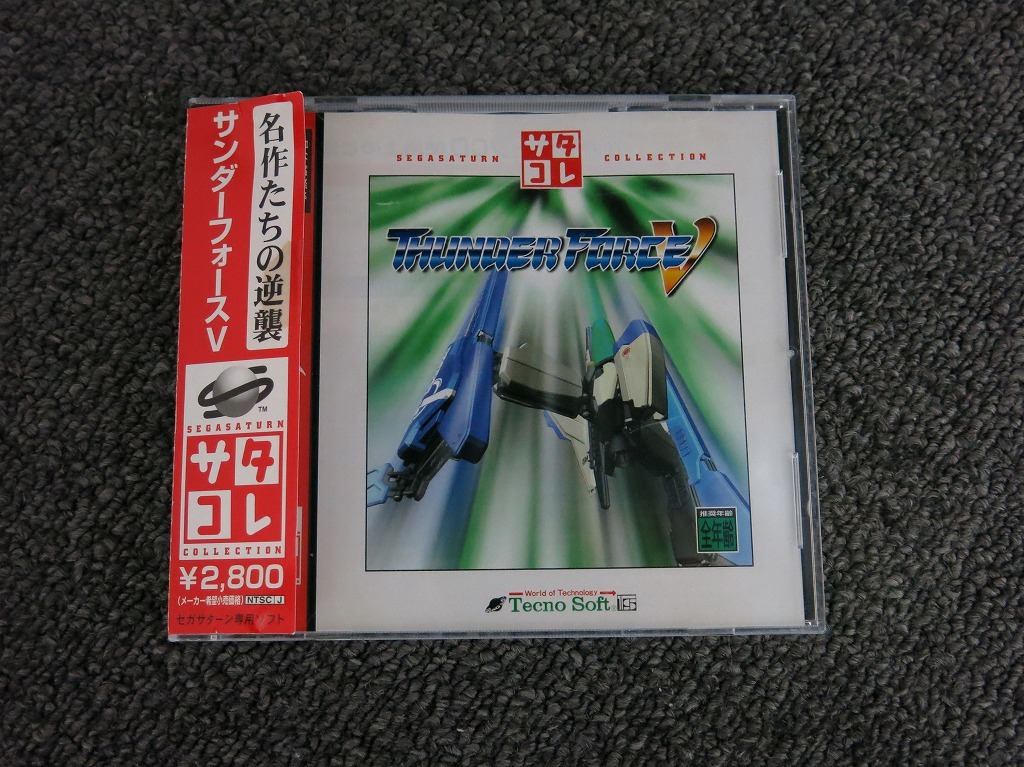 名作たちの逆襲
サンダーフォースV
TM
SEGASATURN
サタ
コレ
COLLECTION
¥2,800
(メーカー希望小売価格) NTSC J
セガサターン専用ソフト
SEGASATURN サタコレ COLLECTION
THUNDER FORCE V
推奨年齢
全年齢
World of Technology
Tecno Soft®